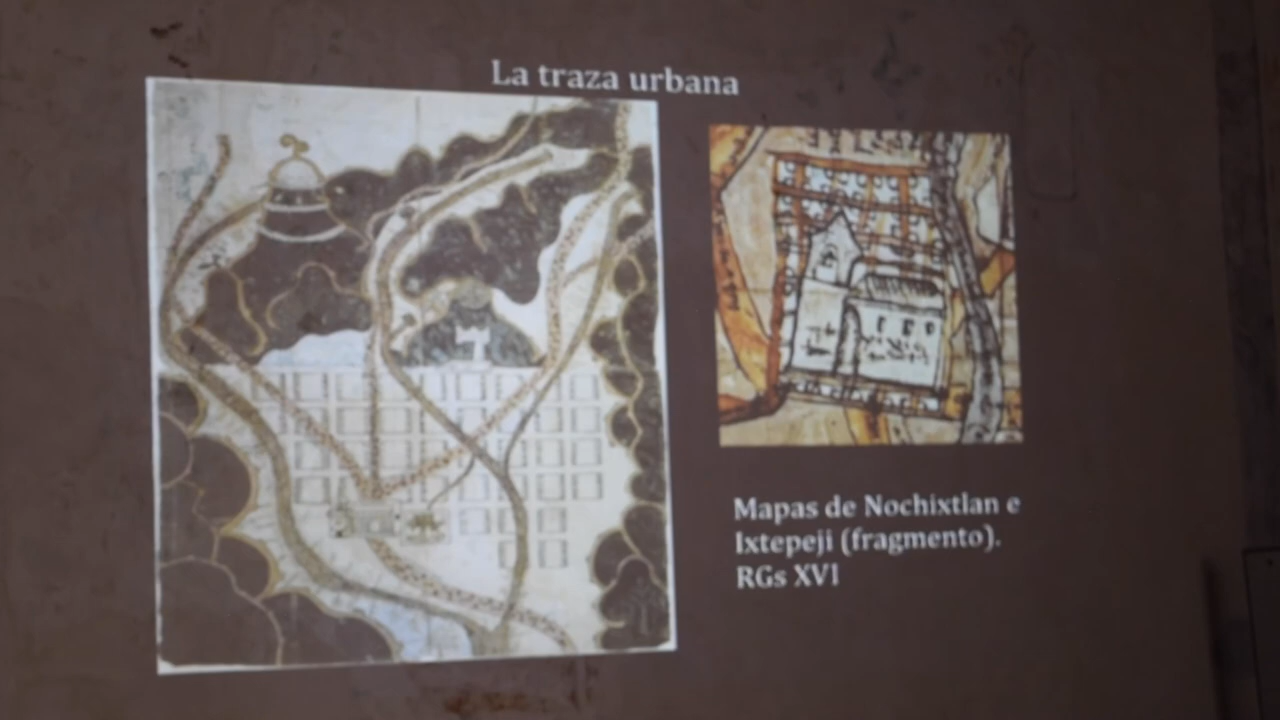 La traza urbana
Mapas de Nochixtlan e
Ixtepeji (fragmento).
RGs XVI